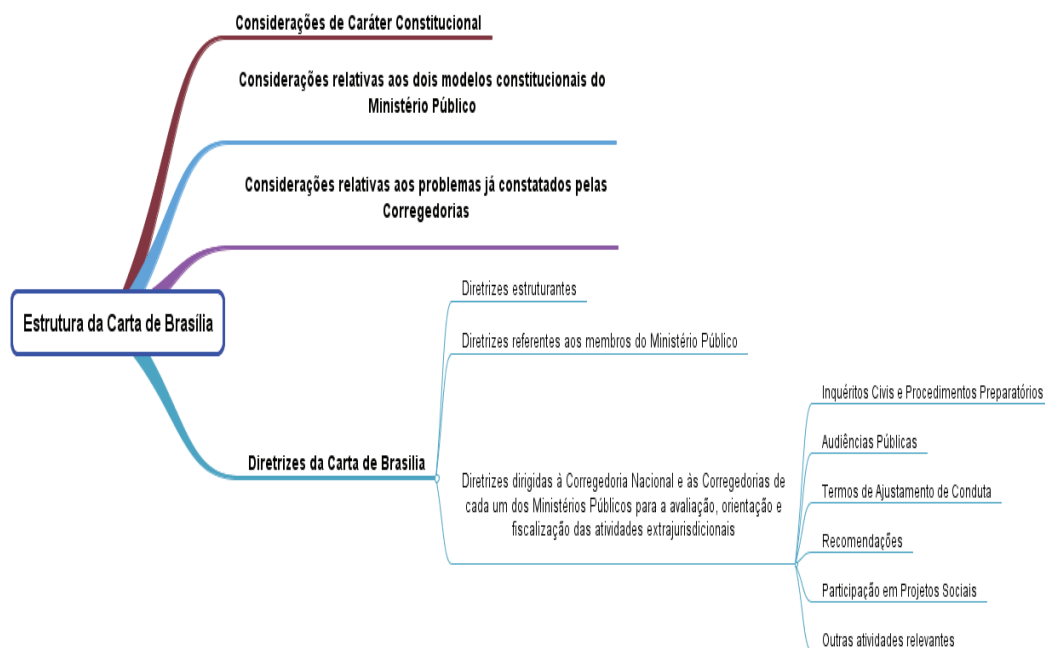 Considerações de Caráter Constitucional
Considerações relativas aos dois modelos constitucionais do
Ministério Público
Considerações relativas aos problemas já constatados pelas
Corregedorias
Estrutura da Carta de Brasília
Diretrizes da Carta de Brasilia
Diretrizes estruturantes
Diretrizes referentes aos membros do Ministério Público
Diretrizes dirigidas à Corregedoria Nacional e às Corregedorias de
cada um dos Ministérios Públicos para a avaliação, orientação e
fiscalização das atividades extrajurisdicionais
Inquéritos Civis e Procedimentos Preparatórios
Audiências Públicas
Termos de Ajustamento de Conduta
Recomendações
Participação em Projetos Sociais
Outras atividades relevantes